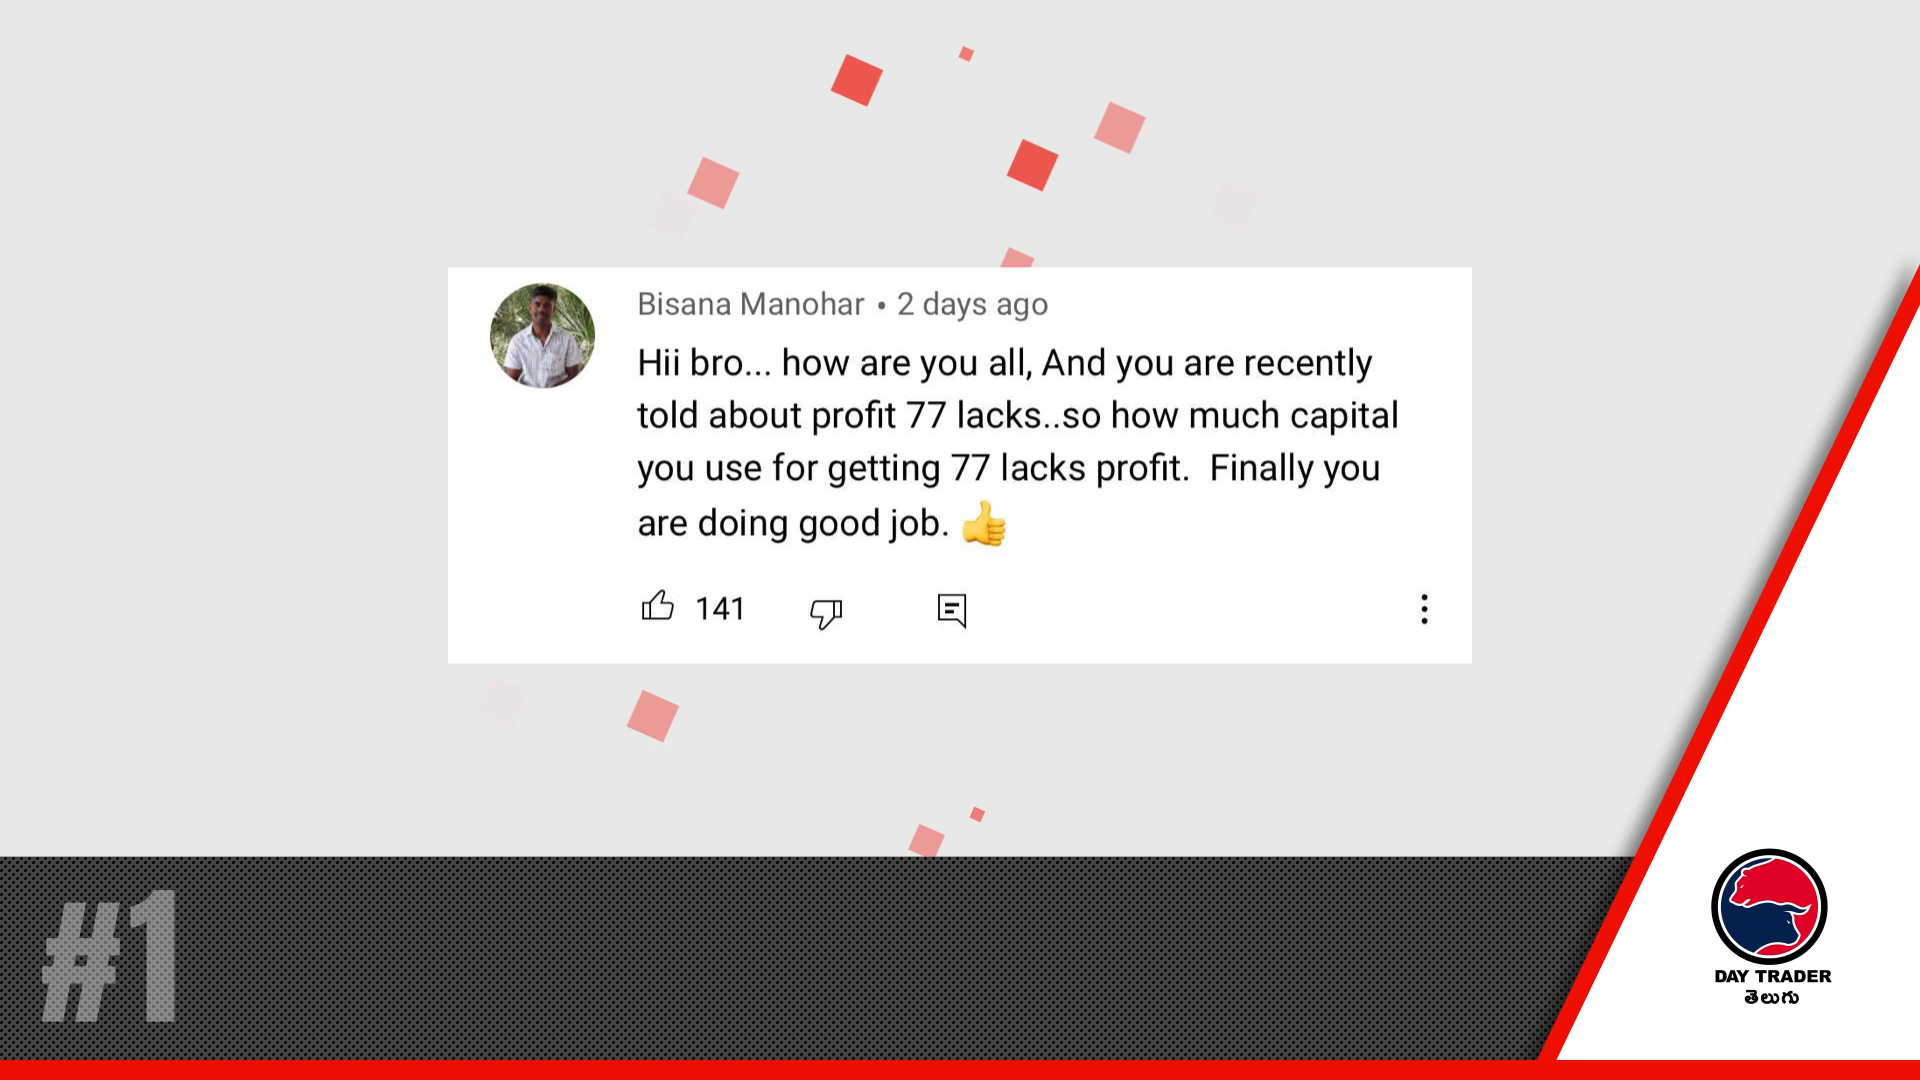 Bisana Manohar • 2 days ago
Hii bro... how are you all, And you are recently
told about profit 77 lacks..so how much capital
you use for getting 77 lacks profit.  Finally you
are doing good job. 👍
141
#1
DAY TRADER
తెలుగు